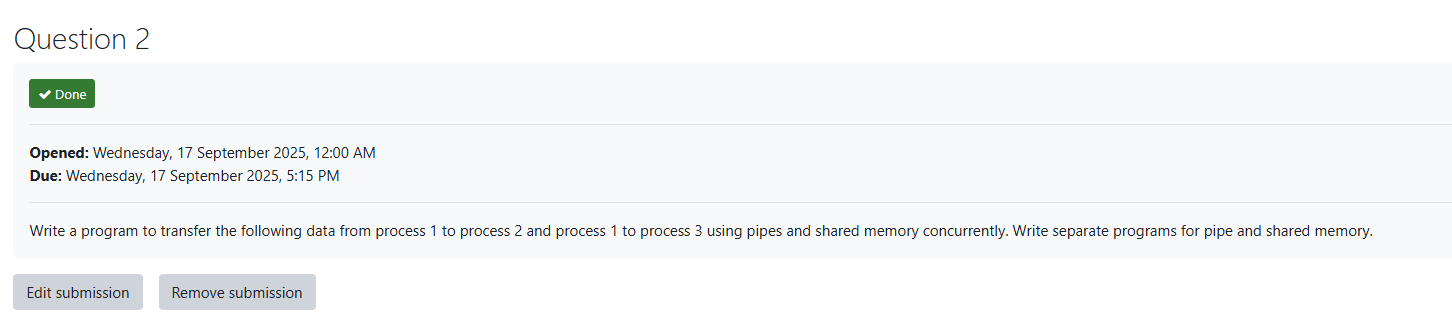 Question 2
Done
Opened: Wednesday, 17 September 2025, 12:00 AM
Due: Wednesday, 17 September 2025, 5:15 PM
Write a program to transfer the following data from process 1 to process 2 and process 1 to process 3 using pipes and shared memory concurrently. Write separate programs for pipe and shared memory.
Edit submission
Remove submission